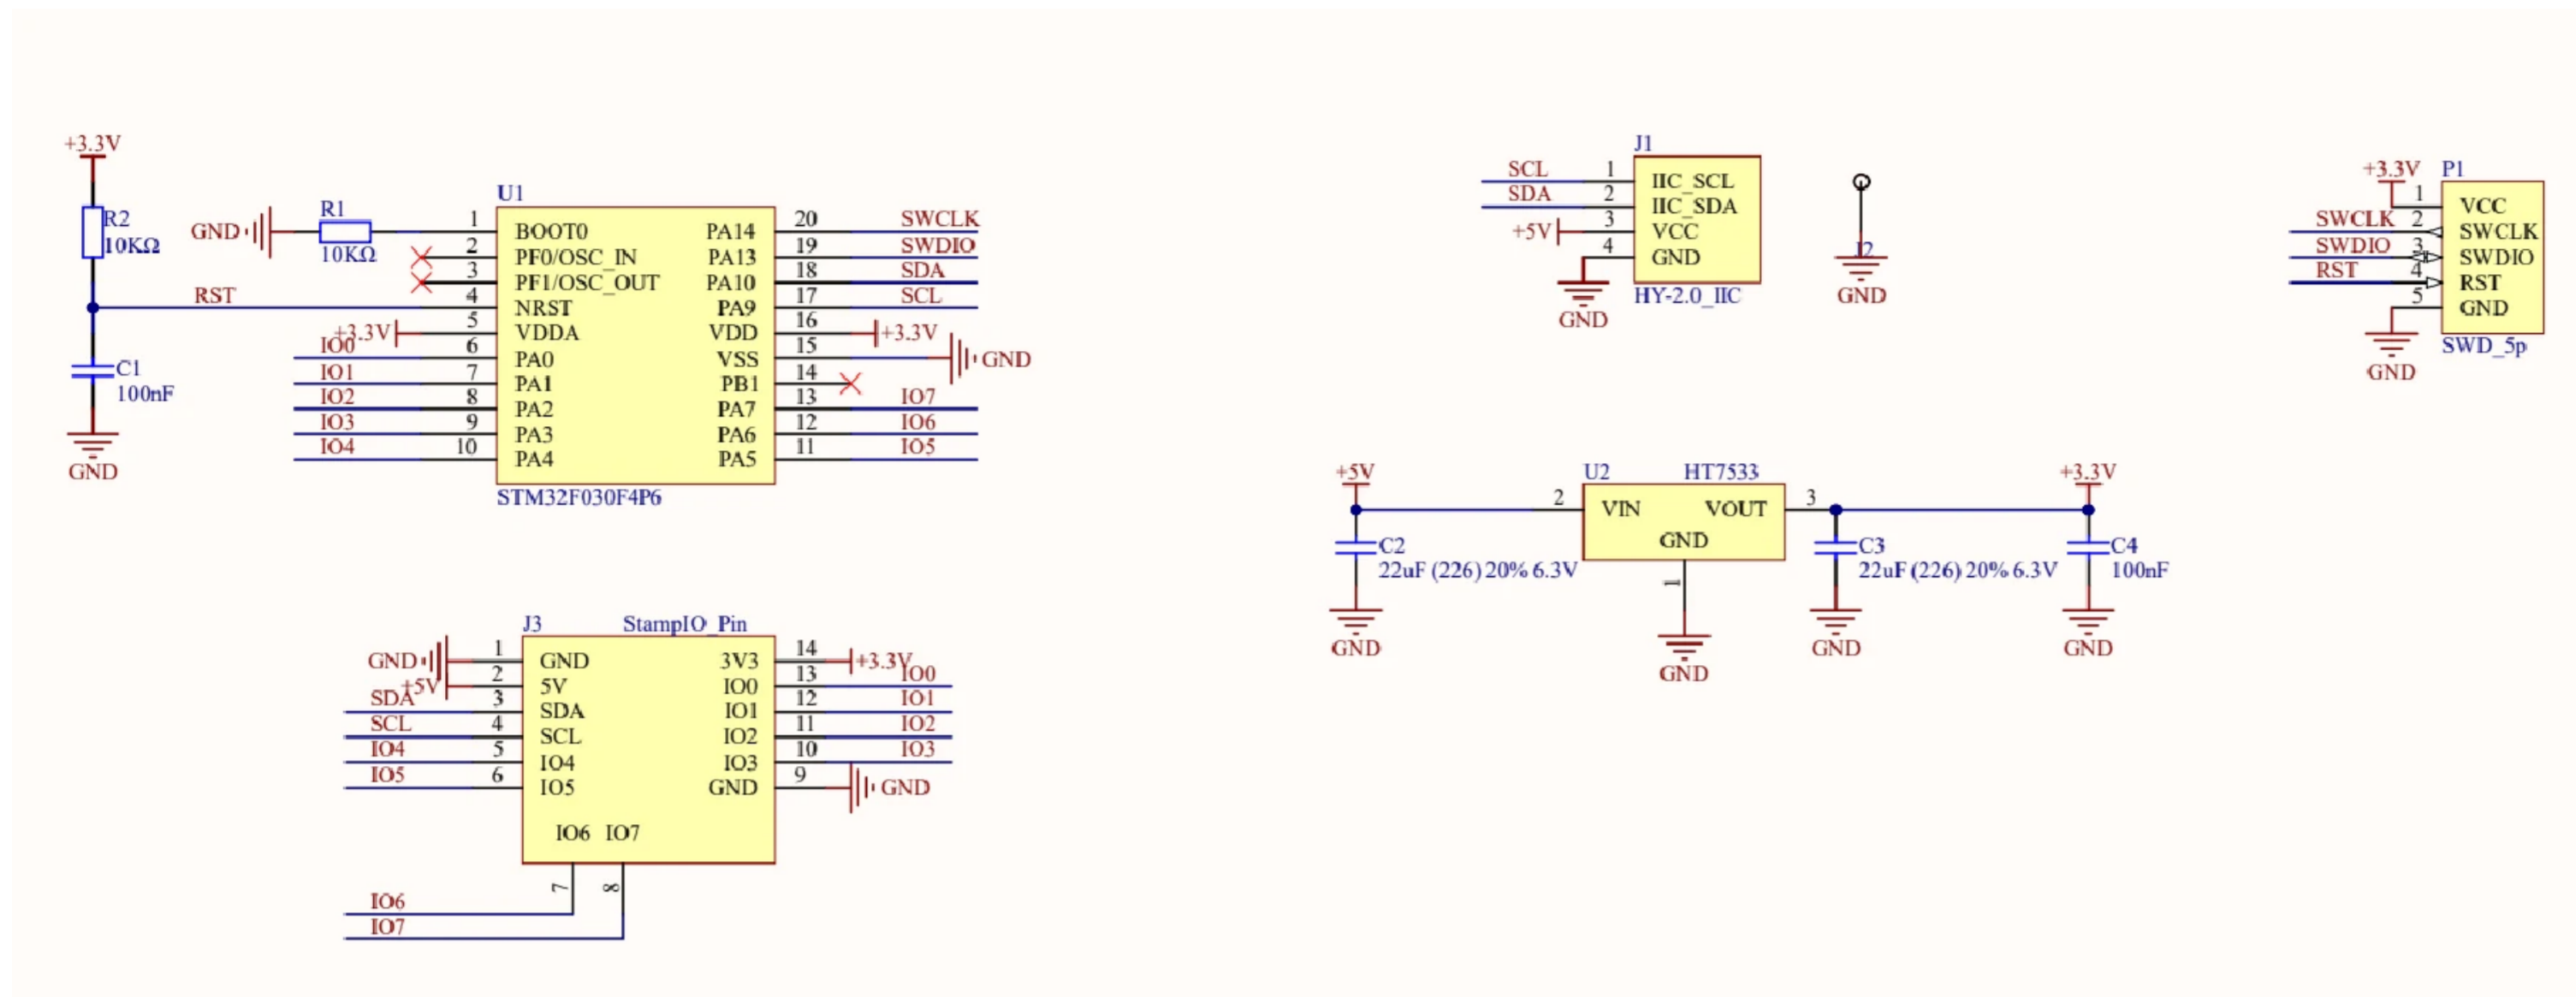 +3.3V
R2
10KΩ
RST
C1
100nF
GND
GND
R1
10KΩ
U1
1 BOOT0
2 PF0/OSC_IN
3 PF1/OSC_OUT
4 NRST
+3.3V 5 VDDA
IO0 6 PA0
IO1 7 PA1
IO2 8 PA2
IO3 9 PA3
IO4 10 PA4
PA14 20 SWCLK
PA13 19 SWDIO
PA10 18 SDA
PA9 17 SCL
VDD 16 +3.3V
VSS 15 GND
PB1 14
PA7 13 IO7
PA6 12 IO6
PA5 11 IO5
STM32F030F4P6
J1
SCL 1 IIC_SCL
SDA 2 IIC_SDA
+5V 3 VCC
4 GND
GND
HY-2.0_IIC
J2
GND
+3.3V P1
1 VCC
SWCLK 2 SWCLK
SWDIO 3 SWDIO
RST 4 RST
5 GND
SWD_5p
GND
J3 StampIO_Pin
GND 1 GND
+5V 2 5V
SDA 3 SDA
SCL 4 SCL
IO4 5 IO4
IO5 6 IO5
3V3 14 +3.3V
IO0 13 IO0
IO1 12 IO1
IO2 11 IO2
IO3 10 IO3
GND 9 GND
IO6 IO7
7 8
IO6
IO7
+5V
C2
22uF (226) 20% 6.3V
GND
U2 HT7533
2 VIN VOUT 3
GND
1
GND
C3
22uF (226) 20% 6.3V
GND
+3.3V
C4
100nF
GND